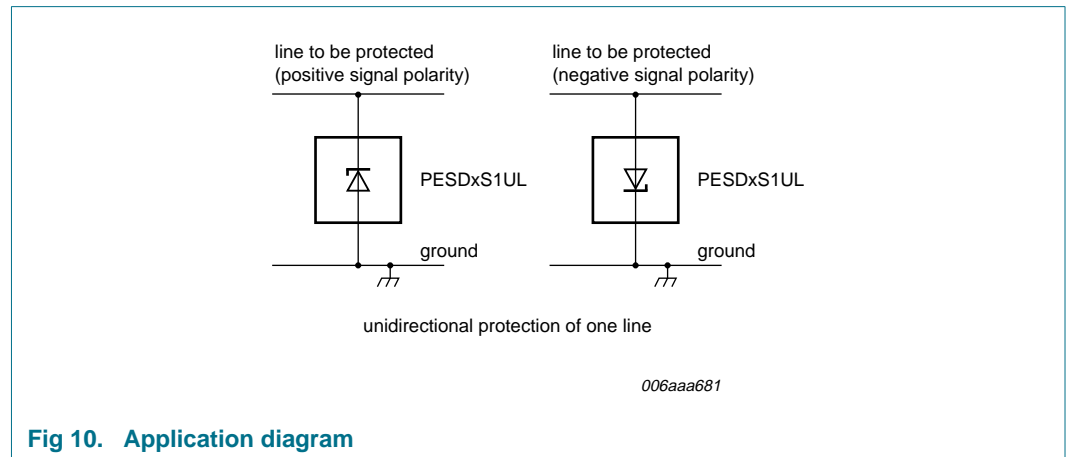 line to be protected
(positive signal polarity)
line to be protected
(negative signal polarity)
PESDxS1UL
PESDxS1UL
ground
ground
unidirectional protection of one line
006aaa681
Fig 10. Application diagram